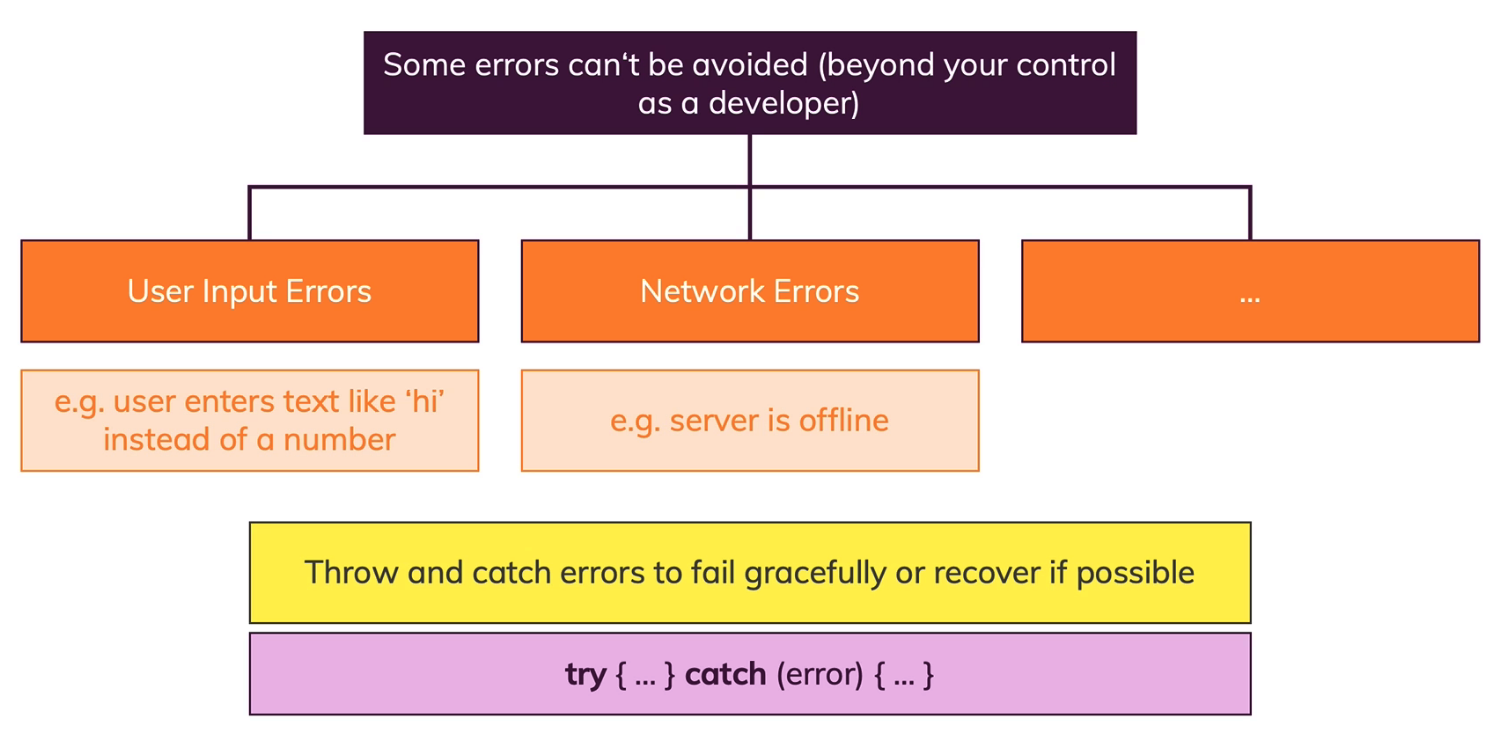 Some errors can‘t be avoided (beyond your control
as a developer)
User Input Errors
Network Errors
...
e.g. user enters text like ‘hi’
instead of a number
e.g. server is offline
Throw and catch errors to fail gracefully or recover if possible
try { ... } catch (error) { ... }